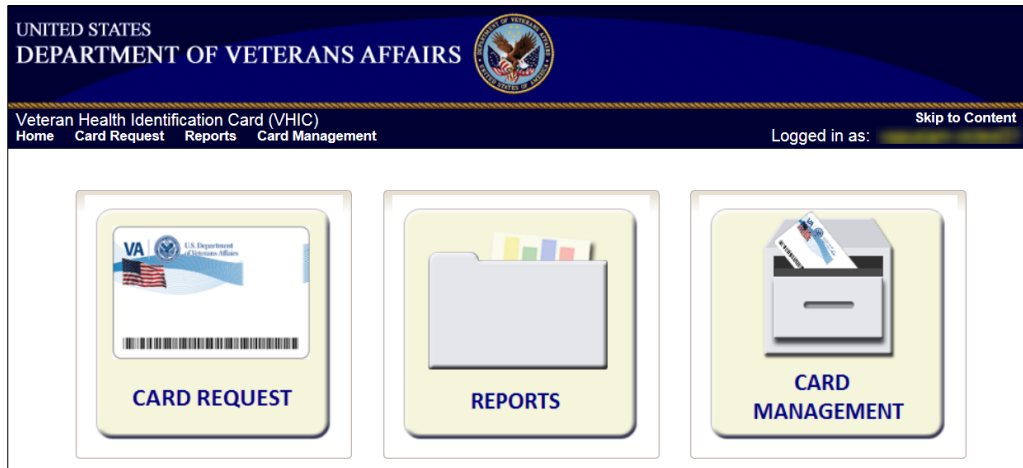 UNITED STATES
DEPARTMENT OF VETERANS AFFAIRS
Veteran Health Identification Card (VHIC)
Skip to Content
Home Card Request Reports Card Management
Logged in as:
VA
U.S. Department
of Veterans Affairs
CARD REQUEST
REPORTS
CARD
MANAGEMENT